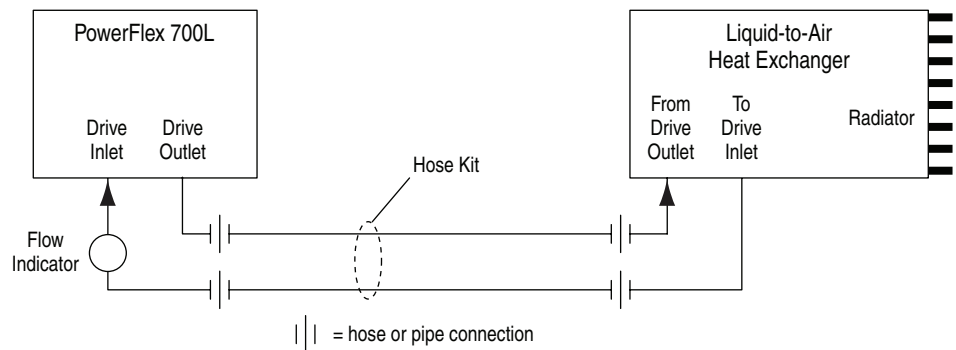 PowerFlex 700L
Drive
Inlet
Drive
Outlet
Flow
Indicator
Hose Kit
Liquid-to-Air
Heat Exchanger
From
Drive
Outlet
To
Drive
Inlet
Radiator
= hose or pipe connection